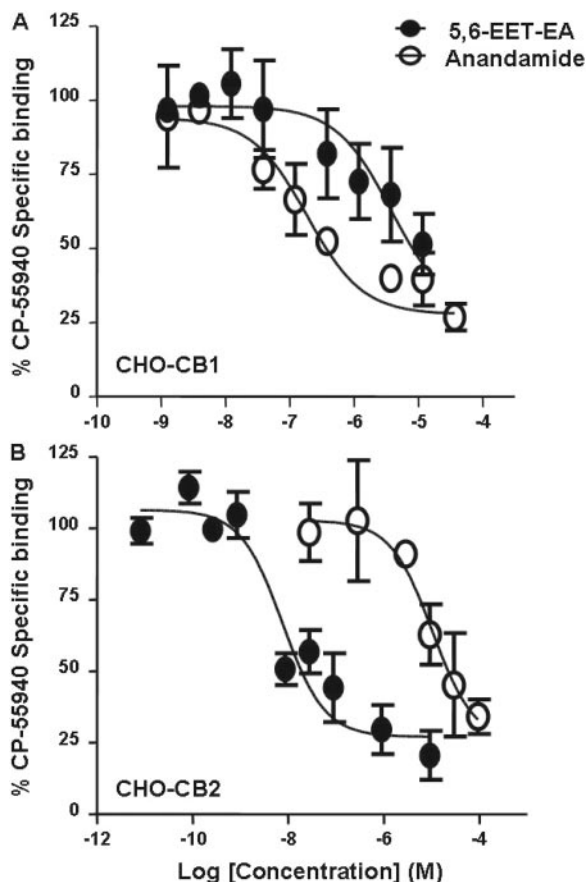 A
5,6-EET-EA
Anandamide
% CP-55940 Specific binding
125
100
75
50
25
0
CHO-CB1
-10 -9 -8 -7 -6 -5 -4
B
% CP-55940 Specific binding
125
100
75
50
25
0
CHO-CB2
-12 -10 -8 -6 -4
Log [Concentration] (M)